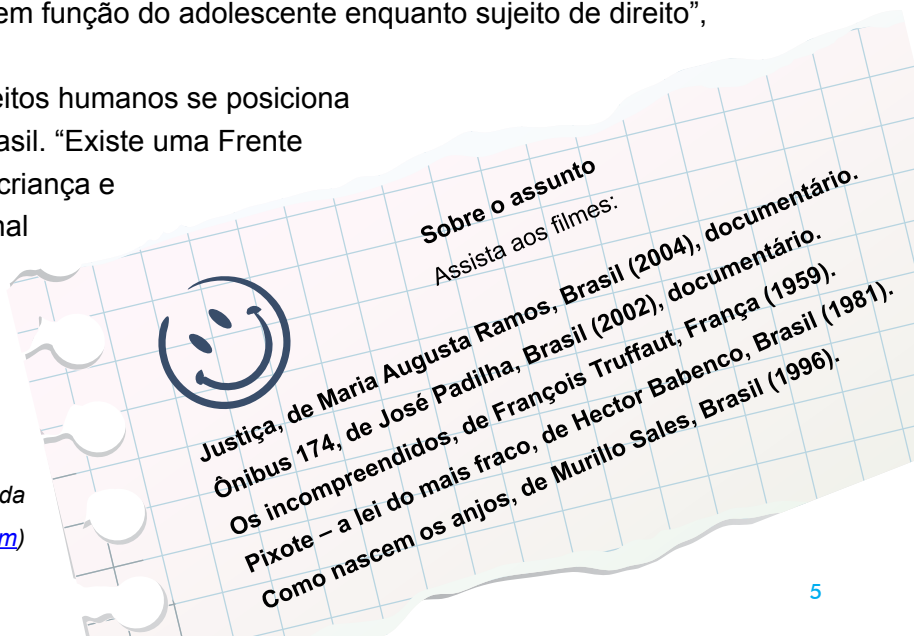 em função do adolescente enquanto sujeito de direito”,
eitos humanos se posiciona
asil. “Existe uma Frente
criança e
nal
da
m)
Sobre o assunto
Assista aos filmes:
Justiça, de Maria Augusta Ramos, Brasil (2004), documentário.
Ônibus 174, de José Padilha, Brasil (2002), documentário.
Os incompreendidos, de François Truffaut, França (1959).
Pixote – a lei do mais fraco, de Hector Babenco, Brasil (1981).
Como nascem os anjos, de Murillo Sales, Brasil (1996).
5